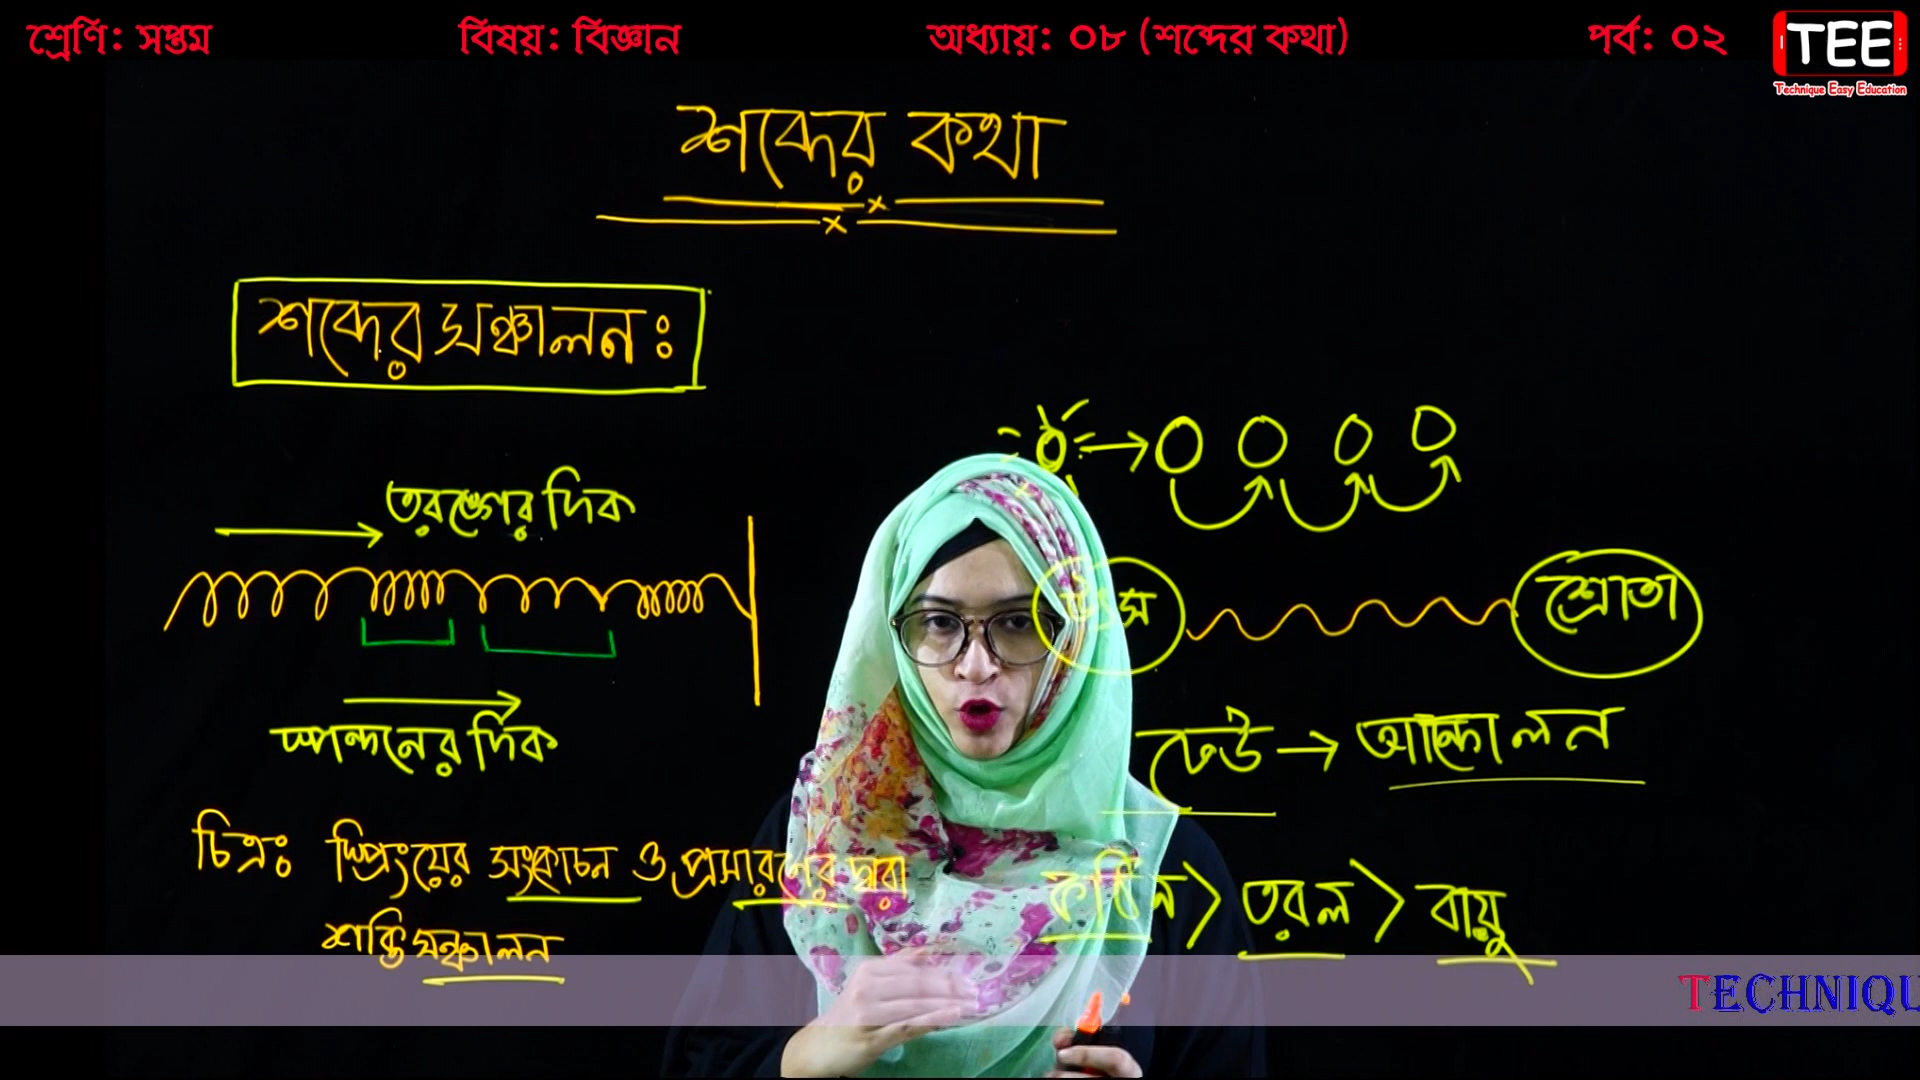 শ্রেণি: সপ্তম
বিষয়: বিজ্ঞান
অধ্যায়: ০৮ (শব্দের কথা)
পর্ব: ০২
TEE
Technique Easy Education
শব্দের কথা
শব্দের সঞ্চালনঃ
তরঙ্গের দিক
স্পন্দনের দিক
চিত্রঃ স্প্রিংয়ের সংকোচন ও প্রসারণের দ্বারা
শক্তি সঞ্চালন
উৎস
শ্রোতা
ঢেউ → আন্দোলন
কঠিন > তরল > বায়ু
TECHNIQU